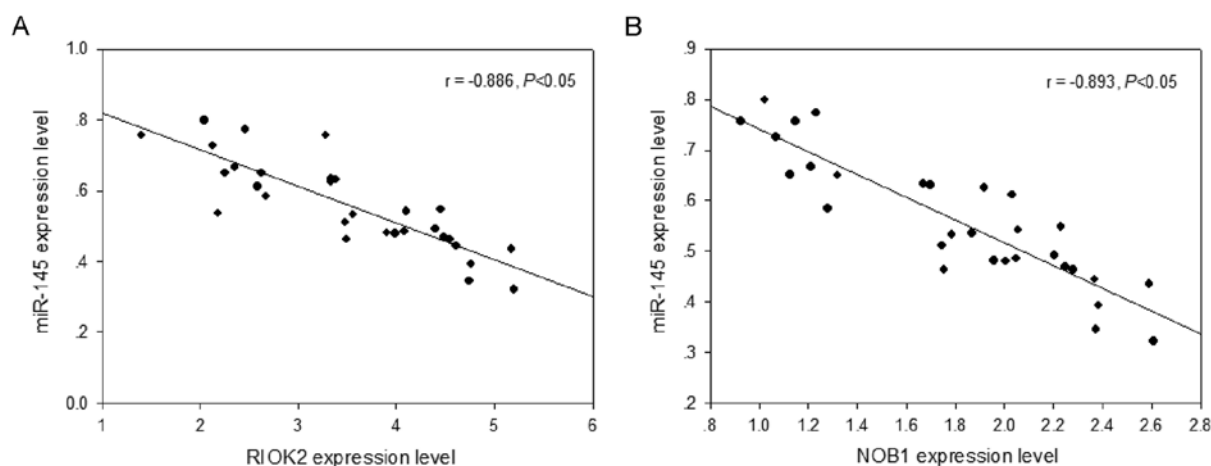 A
B
r = -0.886, P<0.05
r = -0.893, P<0.05
miR-145 expression level
1.0
.8
.6
.4
.2
0.0
1 2 3 4 5 6
RIOK2 expression level
miR-145 expression level
.9
.8
.7
.6
.5
.4
.3
.2
.8 1.0 1.2 1.4 1.6 1.8 2.0 2.2 2.4 2.6 2.8
NOB1 expression level